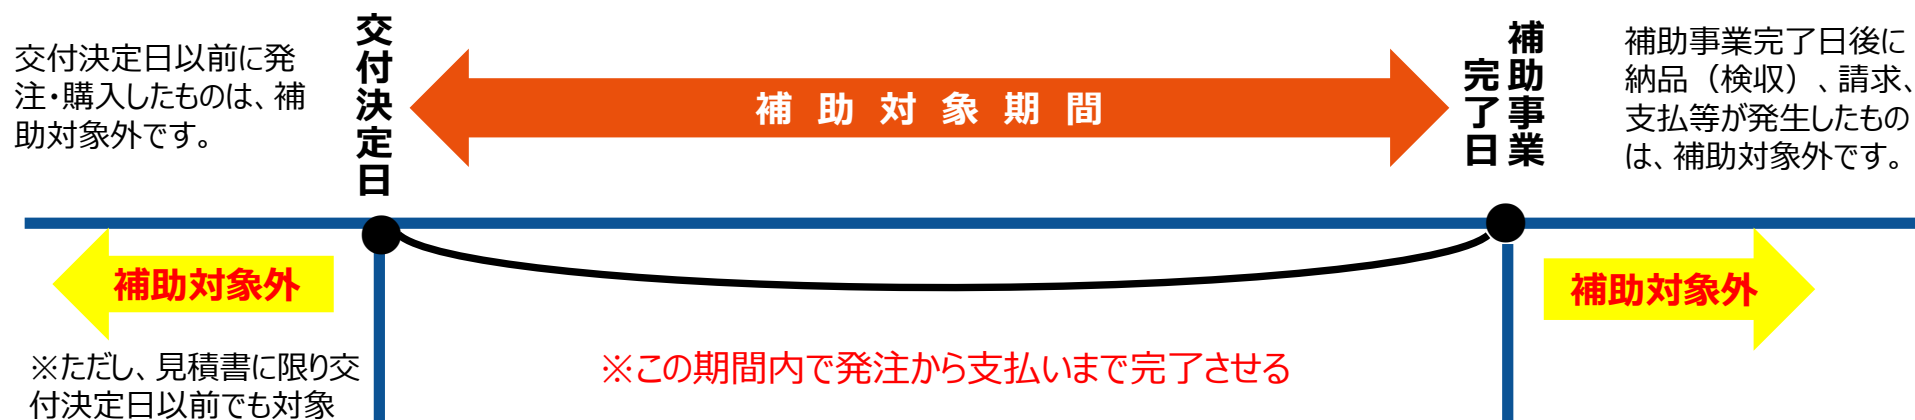 交付決定日以前に発
注・購入したものは、補
助対象外です。
交付決定日
補助対象期間
補助事業
完了日
補助事業完了日後に
納品（検収）、請求、
支払等が発生したもの
は、補助対象外です。
補助対象外
補助対象外
※ただし、見積書に限り交
付決定日以前でも対象
※この期間内で発注から支払いまで完了させる